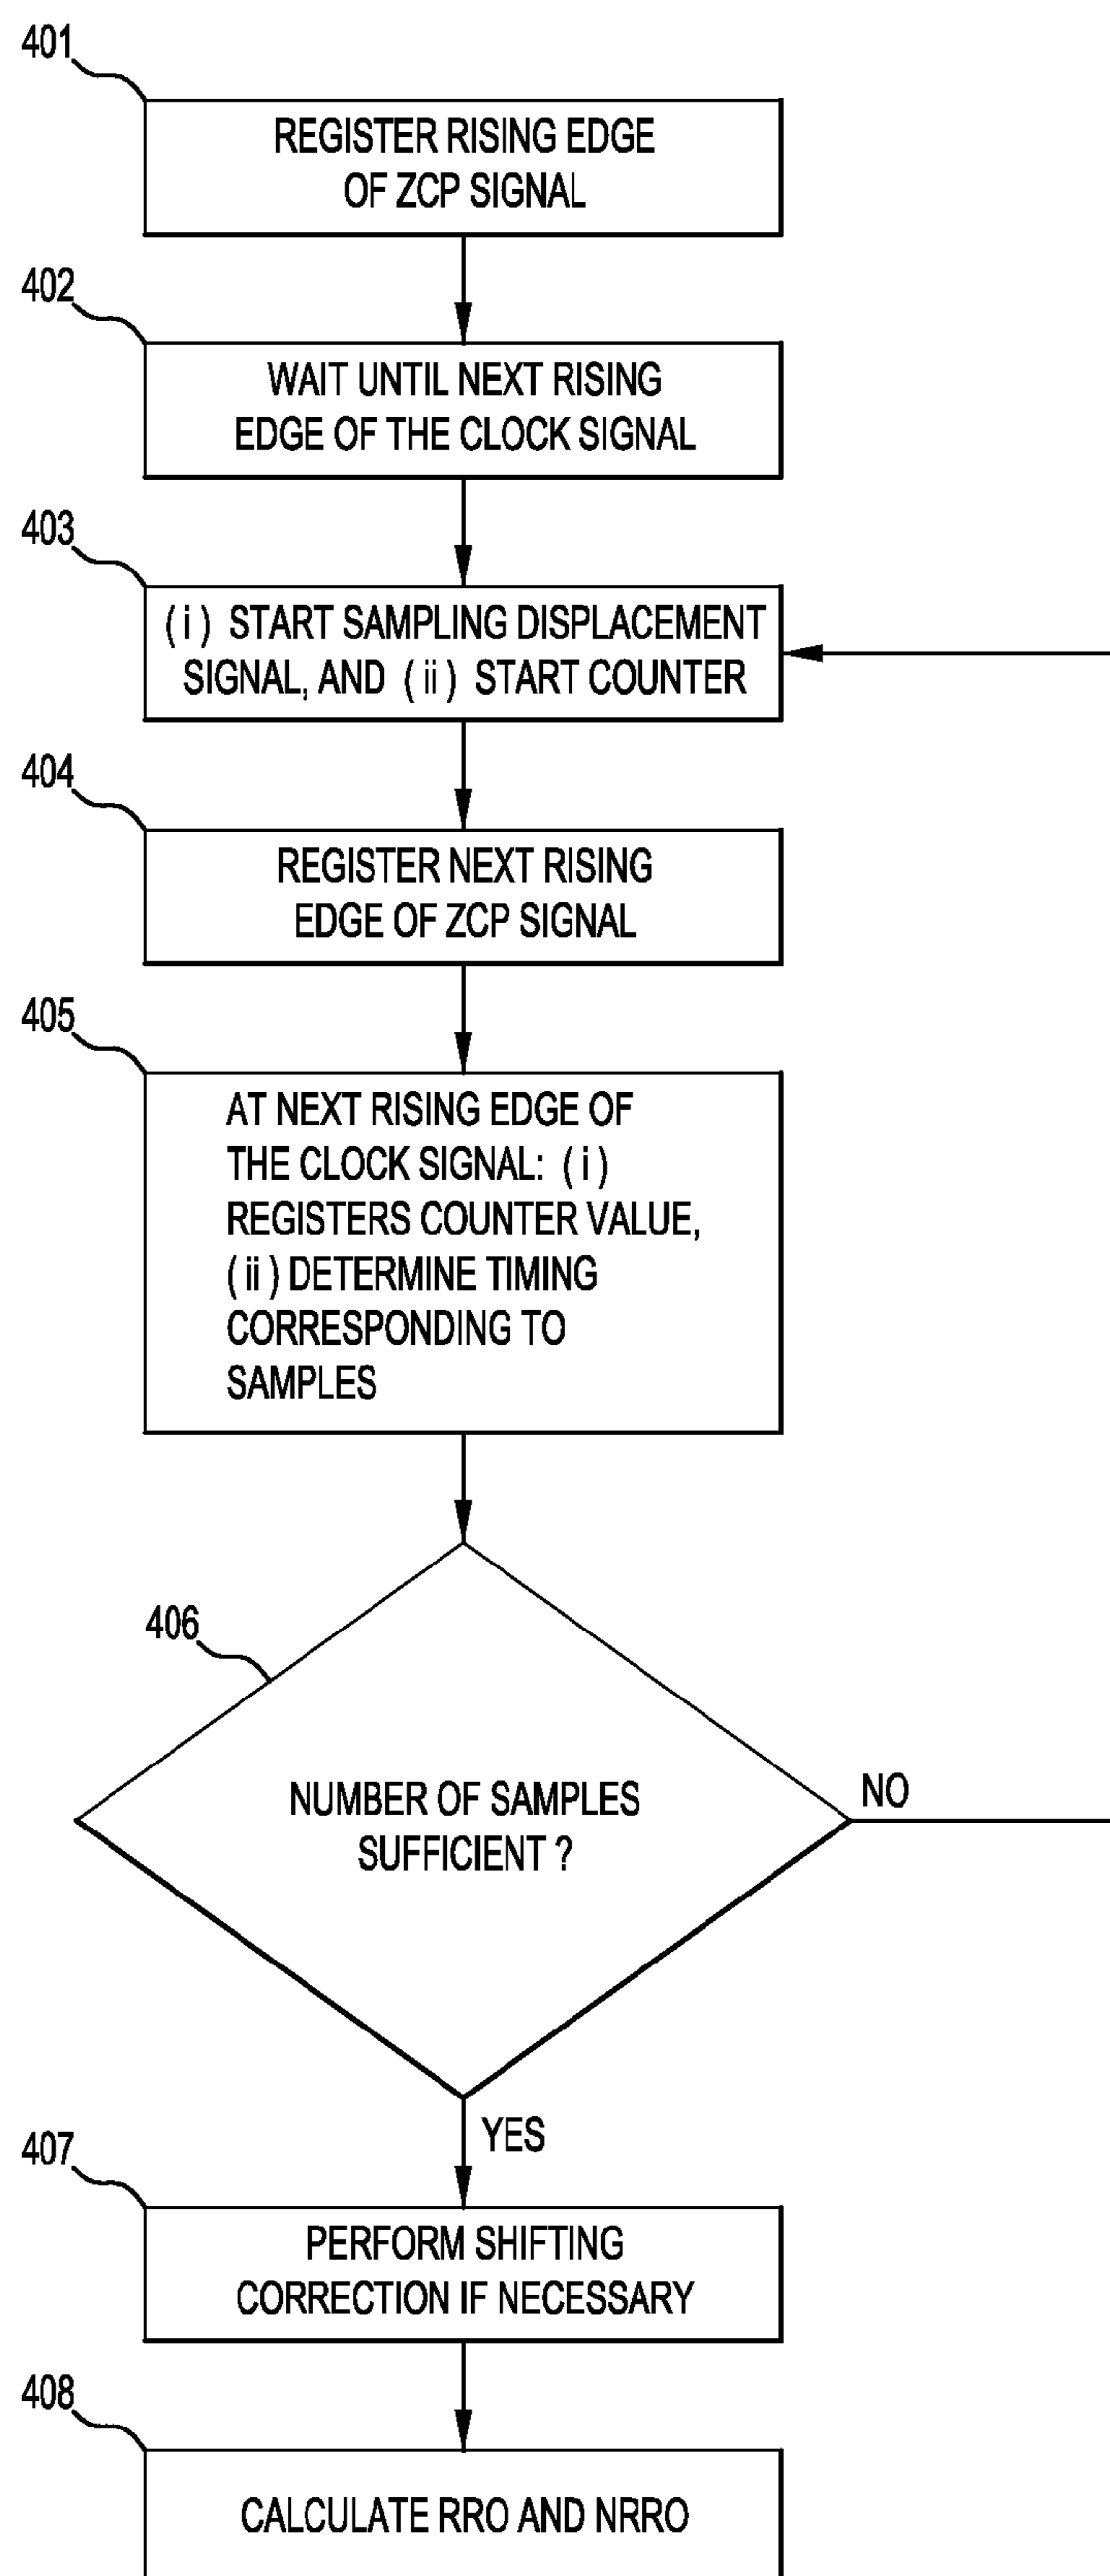 401
REGISTER RISING EDGE
OF ZCP SIGNAL
402
WAIT UNTIL NEXT RISING
EDGE OF THE CLOCK SIGNAL
403
(i) START SAMPLING DISPLACEMENT
SIGNAL, AND (ii) START COUNTER
404
REGISTER NEXT RISING
EDGE OF ZCP SIGNAL
405
AT NEXT RISING EDGE OF
THE CLOCK SIGNAL: (i)
REGISTERS COUNTER VALUE,
(ii) DETERMINE TIMING
CORRESPONDING TO
SAMPLES
406
NUMBER OF SAMPLES
SUFFICIENT ?
NO
YES
407
PERFORM SHIFTING
CORRECTION IF NECESSARY
408
CALCULATE RRO AND NRRO